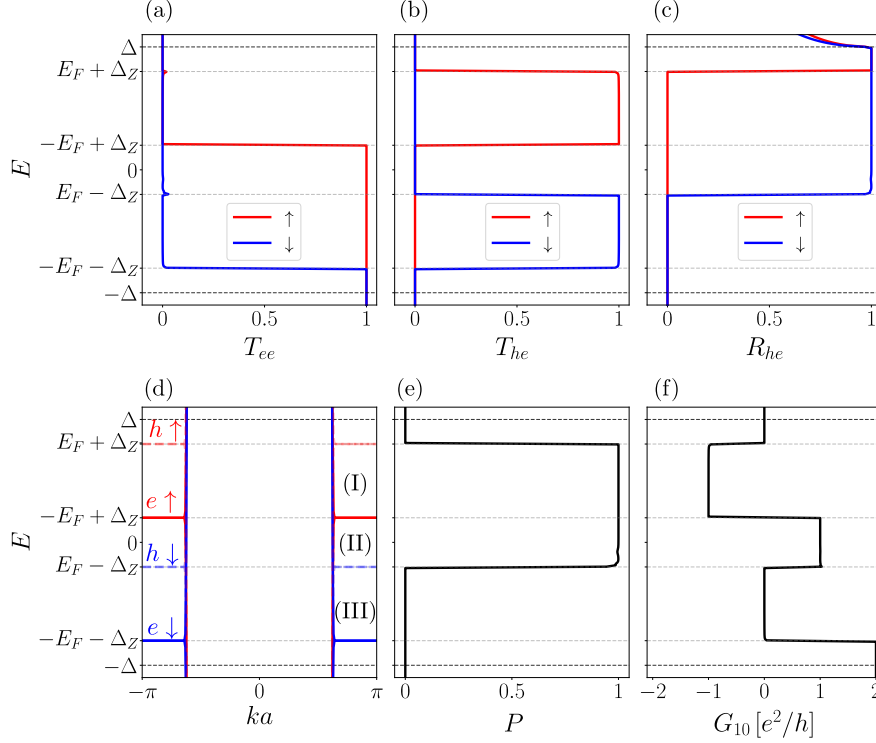 (a)
(b)
(c)
Δ
E_F + Δ_Z
−E_F + Δ_Z
0
E_F − Δ_Z
−E_F − Δ_Z
−Δ
E
↑
↓
↑
↓
↑
↓
0 0.5 1
0 0.5 1
0 0.5 1
T_ee
T_he
R_he
(d)
(e)
(f)
Δ
E_F + Δ_Z
−E_F + Δ_Z
0
E_F − Δ_Z
−E_F − Δ_Z
−Δ
E
h ↑
e ↑
h ↓
e ↓
(I)
(II)
(III)
−π 0 π
0 0.5 1
−2 −1 0 1 2
ka
P
G_10 [e^2/h]